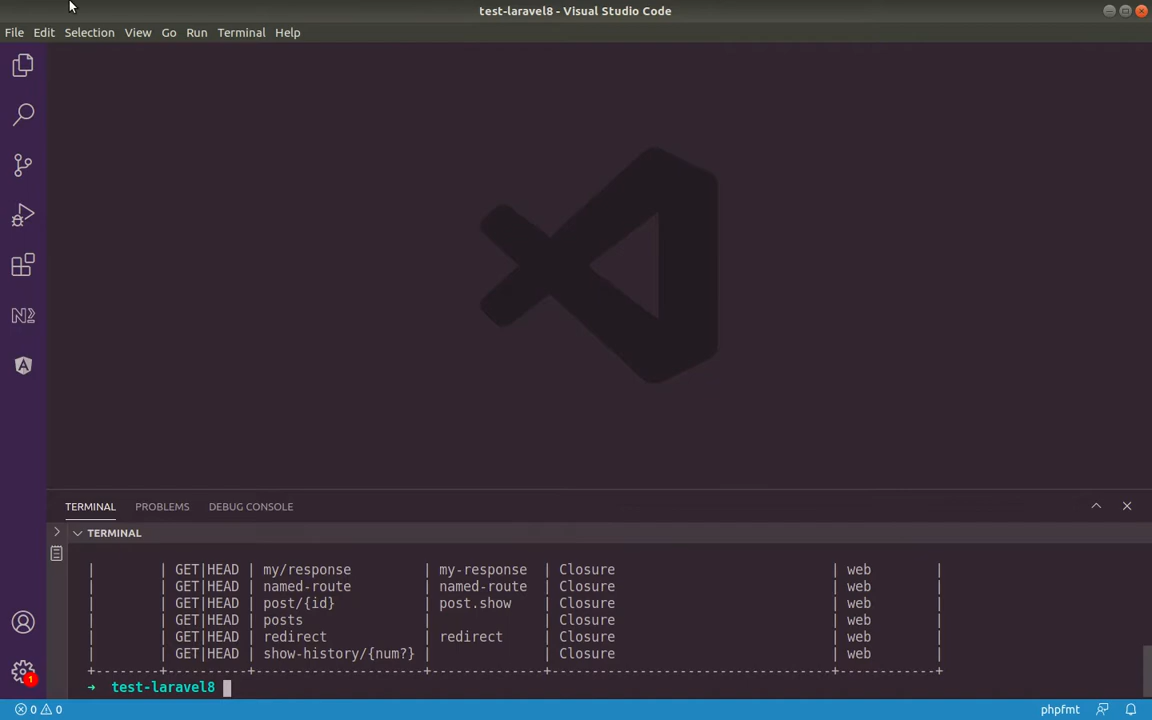 test-laravel8 - Visual Studio Code
File Edit Selection View Go Run Terminal Help
TERMINAL PROBLEMS DEBUG CONSOLE
TERMINAL
| | GET|HEAD | my/response | my-response | Closure | web |
| | GET|HEAD | named-route | named-route | Closure | web |
| | GET|HEAD | post/{id} | post.show | Closure | web |
| | GET|HEAD | posts | | Closure | web |
| | GET|HEAD | redirect | redirect | Closure | web |
| | GET|HEAD | show-history/{num?} | | Closure | web |
+--------+----------+---------------------+-------------+------------------------------------+------------+
→ test-laravel8
1
0 0 phpfmt